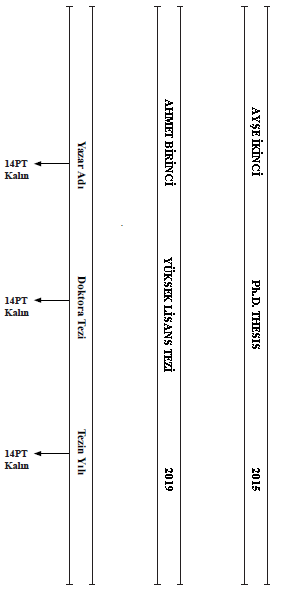 14PT
Kalın
14PT
Kalın
14PT
Kalın
Yazar Adı
Doktora Tezi
Tezin Yılı
AHMET BİRİNCİ
YÜKSEK LİSANS TEZİ
2019
AYŞE İKİNCİ
Ph.D. THESIS
2015